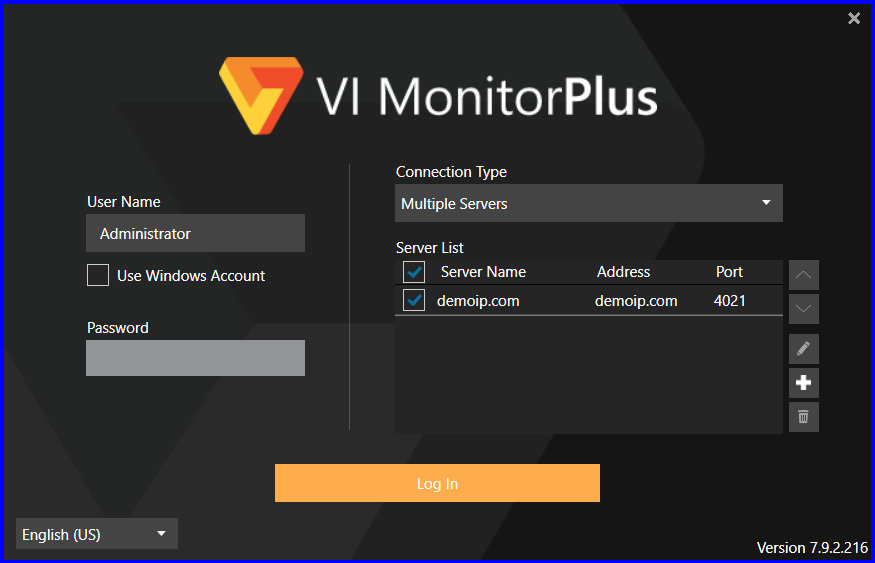 VI MonitorPlus
User Name
Administrator
Use Windows Account
Password
Connection Type
Multiple Servers
Server List
Server Name Address Port
demoip.com demoip.com 4021
Log In
English (US)
Version 7.9.2.216